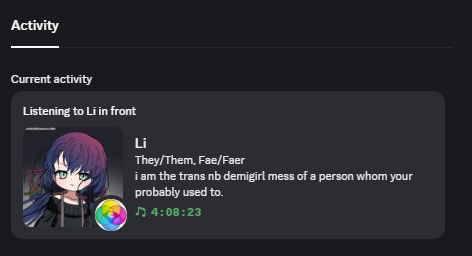 Activity
Current activity
Listening to Li in front
Li
They/Them, Fae/Faer
i am the trans nb demigirl mess of a person whom your
probably used to.
4:08:23